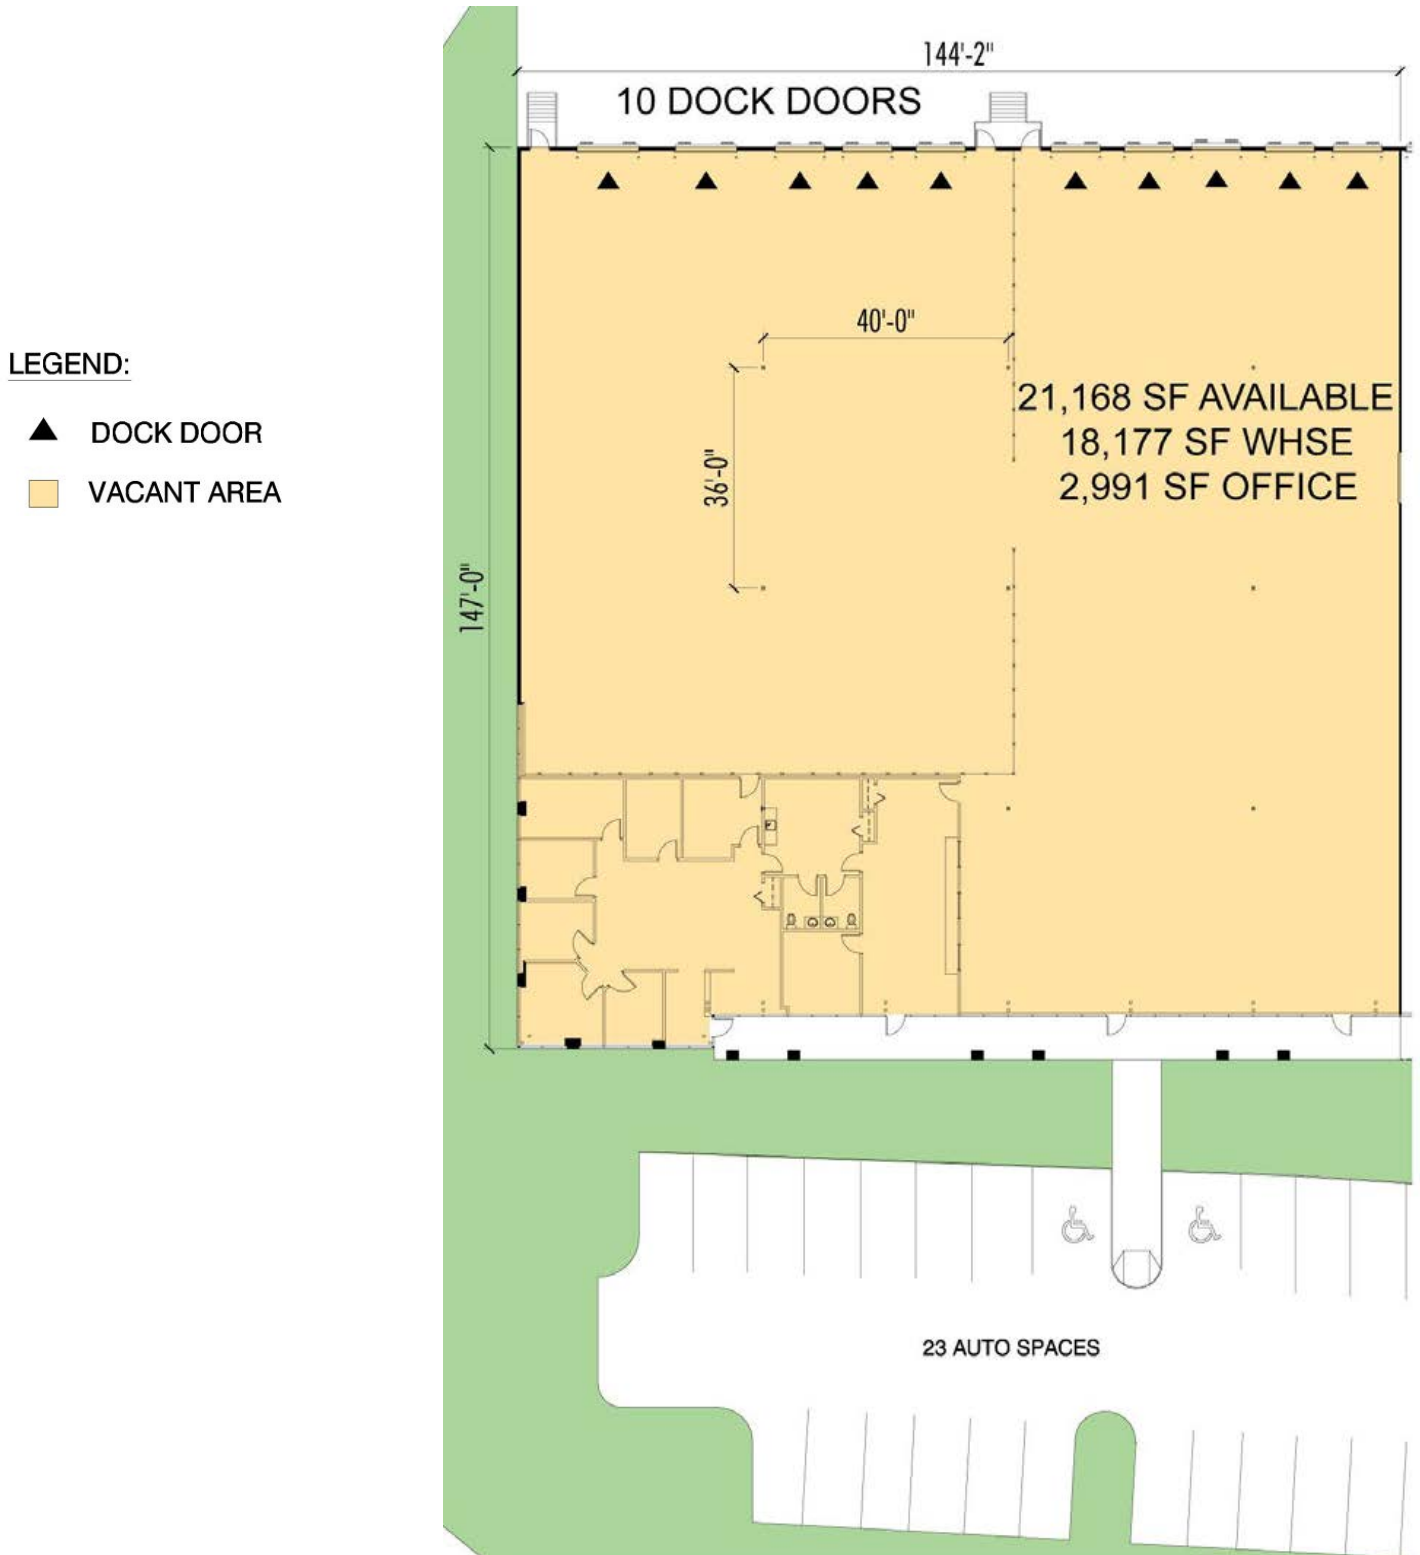 144'-2"
10 DOCK DOORS
40'-0"
LEGEND:
21,168 SF AVAILABLE
DOCK DOOR
18,177 SF WHSE
36'-0"
VACANT AREA
2,991 SF OFFICE
147'-0"
23 AUTO SPACES